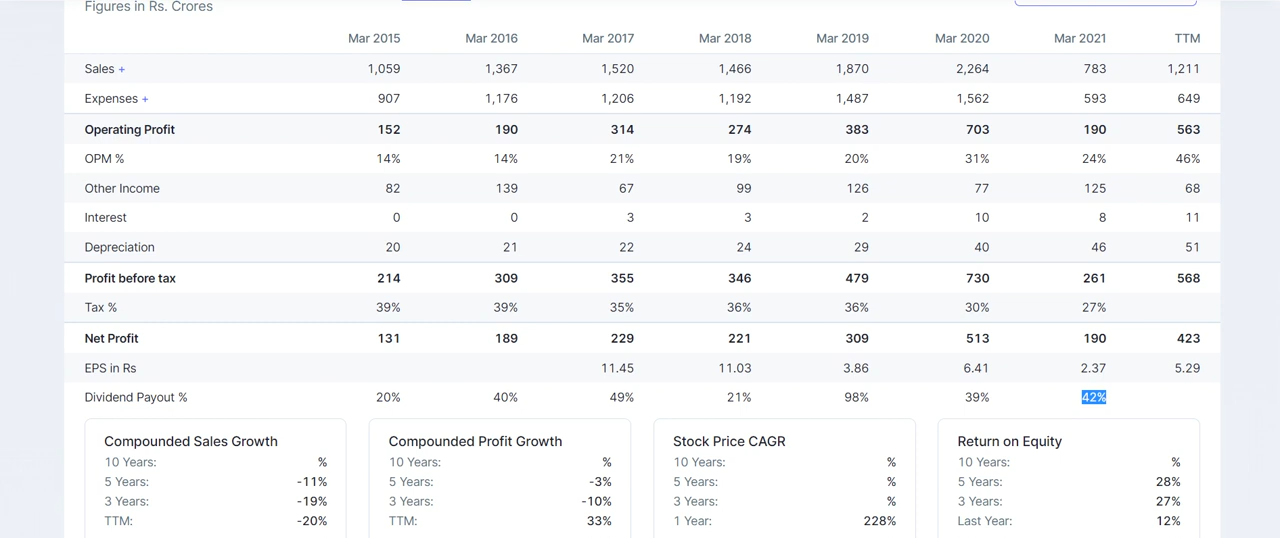 Figures in Rs. Crores
Mar 2015 Mar 2016 Mar 2017 Mar 2018 Mar 2019 Mar 2020 Mar 2021 TTM
Sales + 1,059 1,367 1,520 1,466 1,870 2,264 783 1,211
Expenses + 907 1,176 1,206 1,192 1,487 1,562 593 649
Operating Profit 152 190 314 274 383 703 190 563
OPM % 14% 14% 21% 19% 20% 31% 24% 46%
Other Income 82 139 67 99 126 77 125 68
Interest 0 0 3 3 2 10 8 11
Depreciation 20 21 22 24 29 40 46 51
Profit before tax 214 309 355 346 479 730 261 568
Tax % 39% 39% 35% 36% 36% 30% 27%
Net Profit 131 189 229 221 309 513 190 423
EPS in Rs 11.45 11.03 3.86 6.41 2.37 5.29
Dividend Payout % 20% 40% 49% 21% 98% 39% 42%
Compounded Sales Growth
10 Years: %
5 Years: -11%
3 Years: -19%
TTM: -20%
Compounded Profit Growth
10 Years: %
5 Years: -3%
3 Years: -10%
TTM: 33%
Stock Price CAGR
10 Years: %
5 Years: %
3 Years: %
1 Year: 228%
Return on Equity
10 Years: %
5 Years: 28%
3 Years: 27%
Last Year: 12%